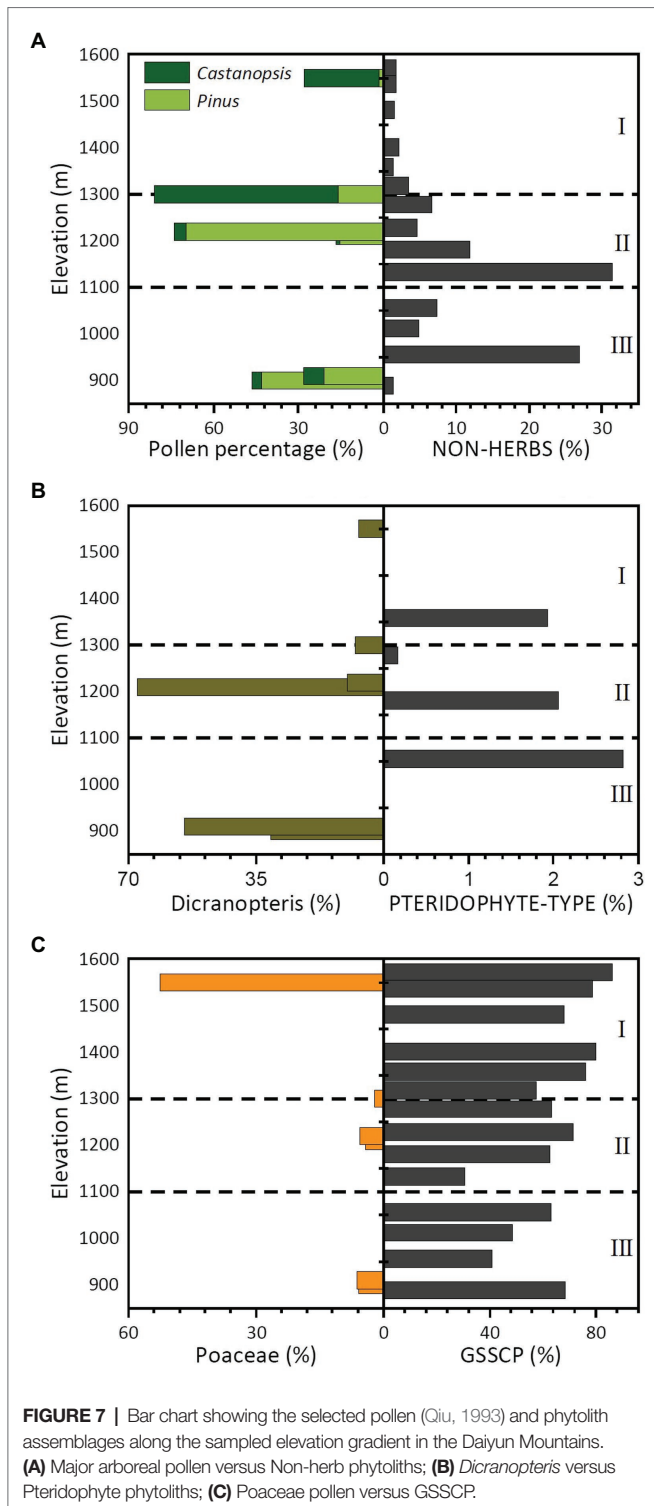 A
1600
1500
1400
1300
1200
1100
1000
900
Elevation (m)
Castanopsis
Pinus
I
II
III
90 60 30 0 10 20 30
Pollen percentage (%) NON-HERBS (%)
B
1600
1500
1400
1300
1200
1100
1000
900
Elevation (m)
I
II
III
70 35 0 1 2 3
Dicranopteris (%) PTERIDOPHYTE-TYPE (%)
C
1600
1500
1400
1300
1200
1100
1000
900
Elevation (m)
I
II
III
60 30 0 40 80
Poaceae (%) GSSCP (%)
FIGURE 7 | Bar chart showing the selected pollen (Qiu, 1993) and phytolith
assemblages along the sampled elevation gradient in the Daiyun Mountains.
(A) Major arboreal pollen versus Non-herb phytoliths; (B) Dicranopteris versus
Pteridophyte phytoliths; (C) Poaceae pollen versus GSSCP.